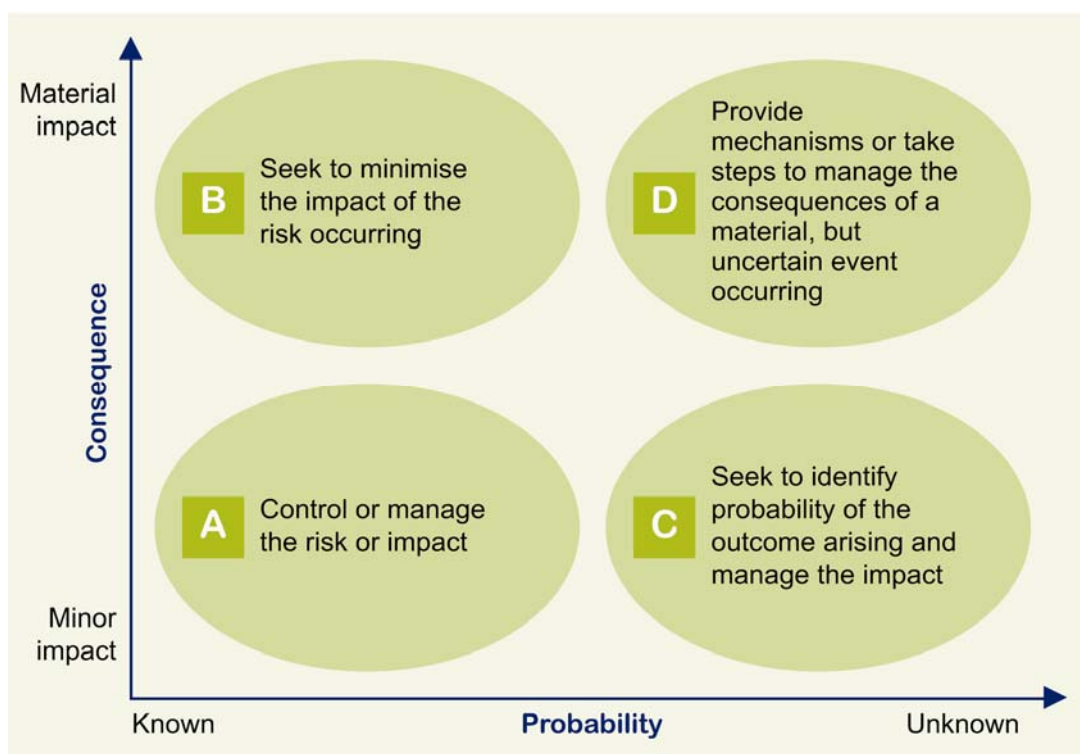 Material
impact
B
Seek to minimise
the impact of the
risk occurring
D
Provide
mechanisms or take
steps to manage the
consequences of a
material, but
uncertain event
occurring
Consequence
A
Control or manage
the risk or impact
C
Seek to identify
probability of the
outcome arising and
manage the impact
Minor
impact
Known
Probability
Unknown